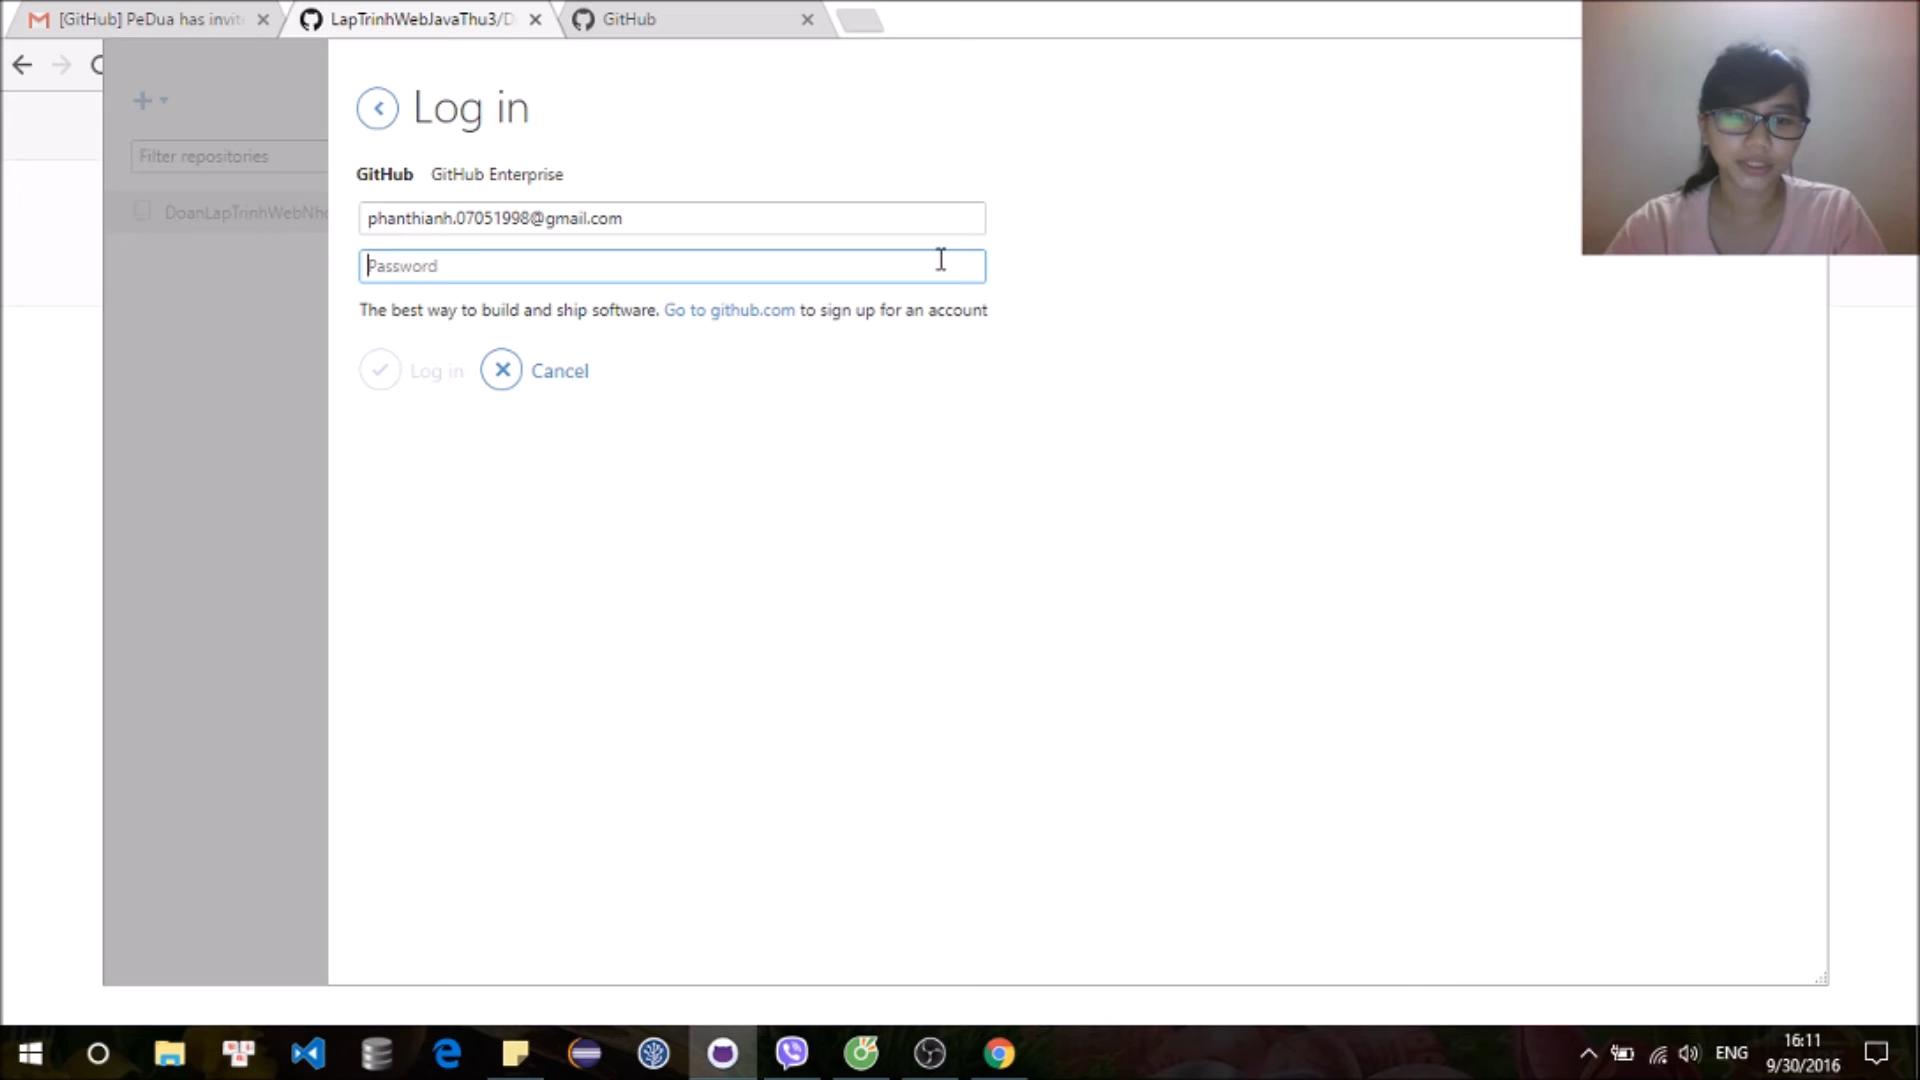 [GitHub] PeDua has invit
LapTrinhWebJavaThu3/D
GitHub
Log in
Filter repositories
GitHub GitHub Enterprise
DoanLapTrinhWebNho
phanthianh.07051998@gmail.com
Password
The best way to build and ship software. Go to github.com to sign up for an account
Log in
Cancel
ENG
16:11
9/30/2016